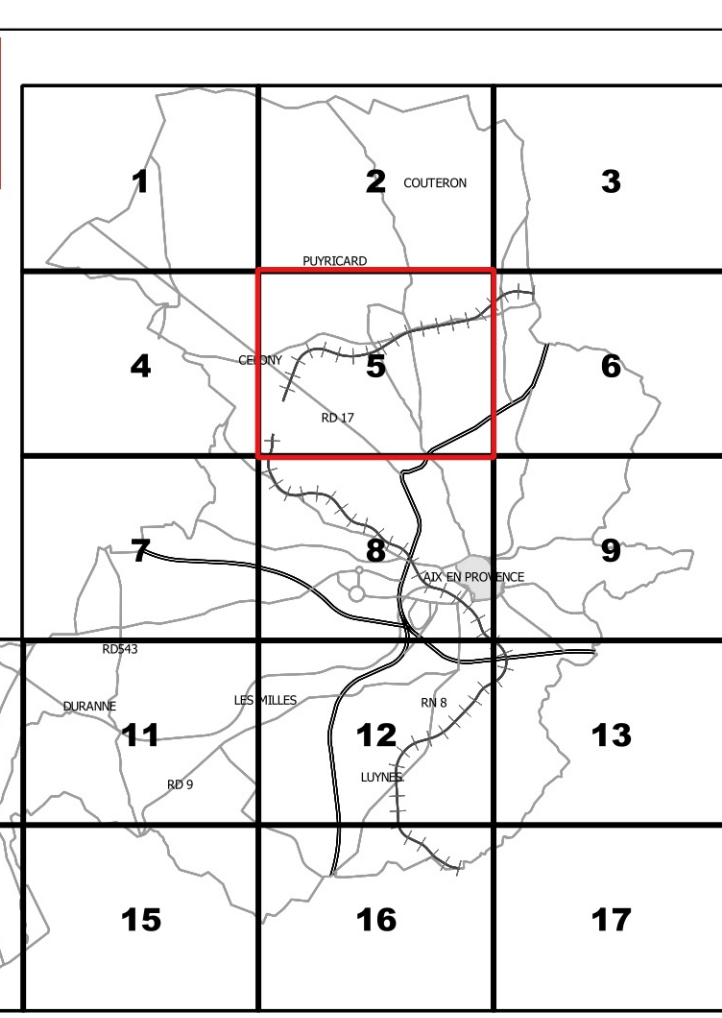 1
2
COUTERON
3
PUYRICARD
4
CELONY
5
6
RD 17
7
8
9
AIX EN PROVENCE
RD543
DURANNE
LES MILLES
RN 8
11
12
13
LUYNES
RD 9
15
16
17